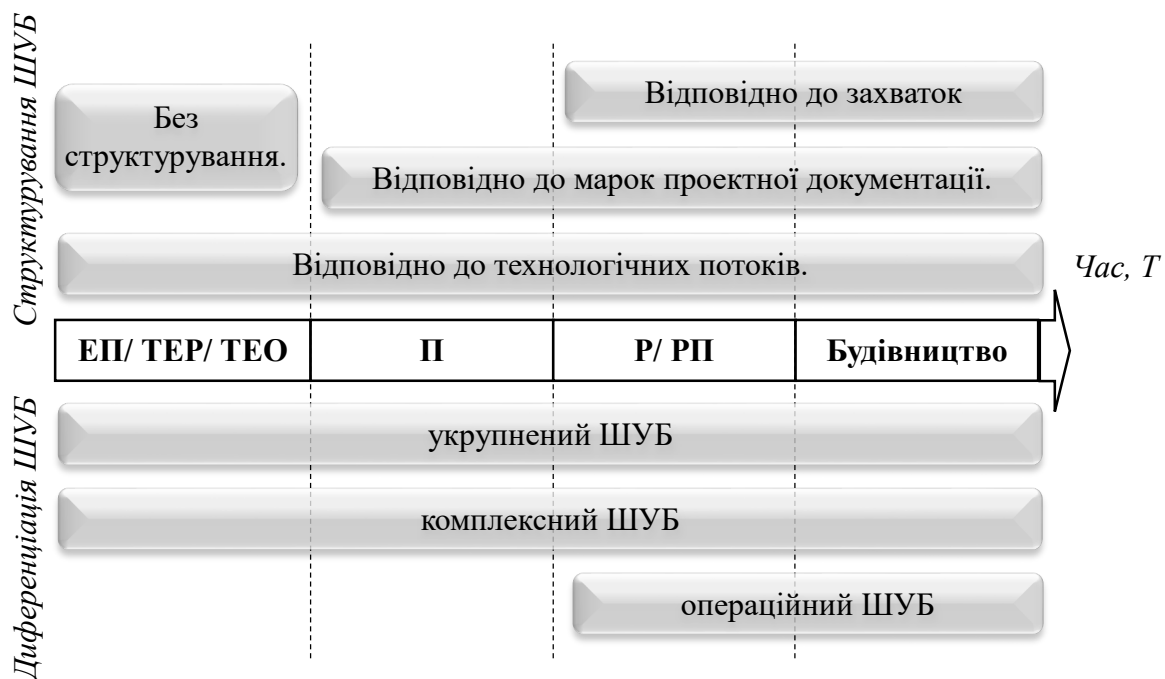 Структурування ШУБ
Без
структурування.
Відповідно до захваток
Відповідно до марок проектної документації.
Відповідно до технологічних потоків.
Час, Т
ЕП/ ТЕР/ ТЕО
П
Р/ РП
Будівництво
Диференціація ШУБ
укрупнений ШУБ
комплексний ШУБ
операційний ШУБ